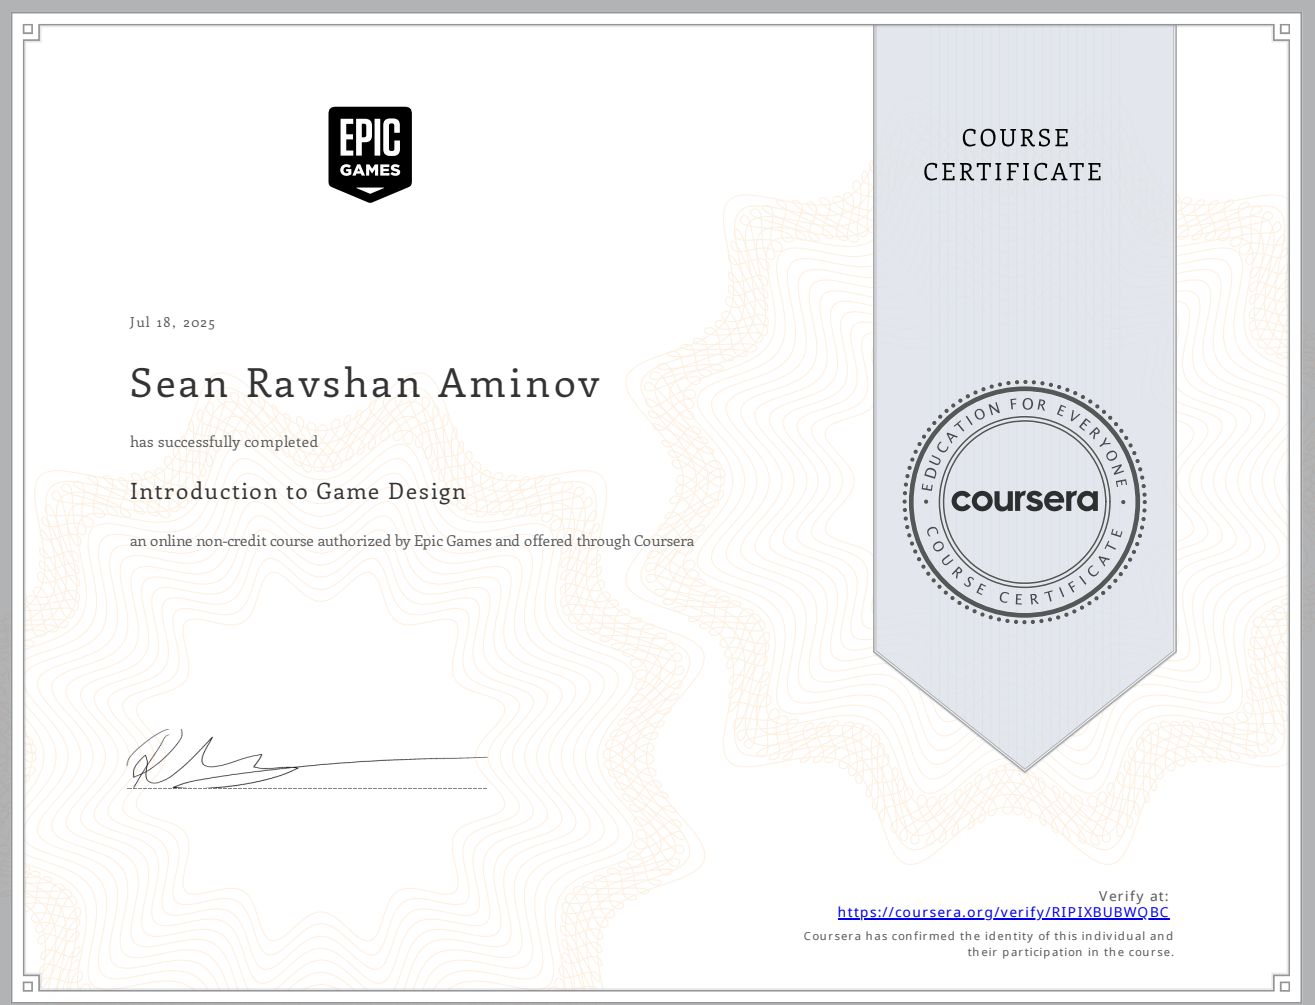 EPIC
GAMES
COURSE
CERTIFICATE
Jul 18, 2025
Sean Ravshan Aminov
has successfully completed
Introduction to Game Design
an online non-credit course authorized by Epic Games and offered through Coursera
EDUCATION FOR EVERYONE
coursera
COURSE CERTIFICATE
Verify at:
https://coursera.org/verify/RIPIXBUBWQBC
Coursera has confirmed the identity of this individual and
their participation in the course.